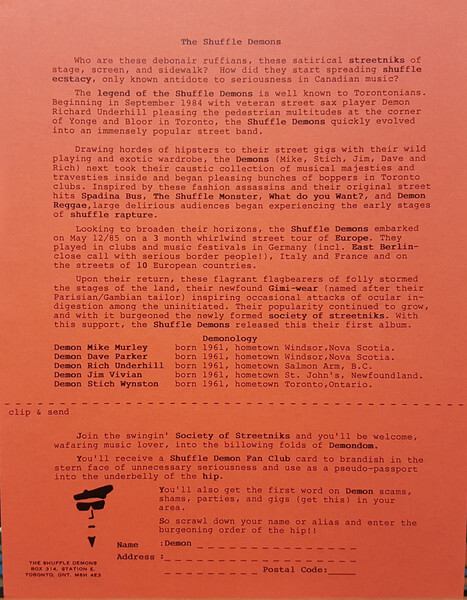 The Shuffle Demons
Who are these debonair ruffians, these satirical streetniks of
stage, screen, and sidewalk? How did they start spreading shuffle
ecstacy, only known antidote to seriousness in Canadian music?
The legend of the Shuffle Demons is well known to Torontonians.
Beginning in September 1984 with veteran street sax player Demon
Richard Underhill pleasing the pedestrian multitudes at the corner
of Yonge and Bloor in Toronto, the Shuffle Demons quickly evolved
into an immensely popular street band.
Drawing hordes of hipsters to their street gigs with their wild
playing and exotic wardrobe, the Demons (Mike, Stich, Jim, Dave and
Rich) next took their caustic collection of musical majesties and
travesties inside and began pleasing bunches of boppers in Toronto
clubs. Inspired by these fashion assassins and their original street
hits Spadina Bus, The Shuffle Monster, What do you Want?, and Demon
Reggae,large delirious audiences began experiencing the early stages
of shuffle rapture.
Looking to broaden their horizons, the Shuffle Demons embarked
on May 12/85 on a 3 month whirlwind street tour of Europe. They
played in clubs and music festivals in Germany (incl. East Berlin-
close call with serious border people!), Italy and France and on
the streets of 10 European countries.
Upon their return, these flagrant flagbearers of folly stormed
the stages of the land, their newfound Gimi-wear (named after their
Parisian/Gambian tailor) inspiring occasional attacks of ocular in-
digestion among the uninitiated. Their popularity continued to grow,
and with it burgeoned the newly formed society of streetniks. With
this support, the Shuffle Demons released this their first album.
Demonology
Demon Mike Murley born 1961, hometown Windsor,Nova Scotia.
Demon Dave Parker born 1961, hometown Windsor,Nova Scotia.
Demon Rich Underhill born 1961, hometown Salmon Arm, B.C.
Demon Jim Vivian born 1961, hometown St. John's, Newfoundland.
Demon Stich Wynston born 1961, hometown Toronto,Ontario.
clip & send
Join the swingin' Society of Streetniks and you'll be welcome,
wafaring music lover, into the billowing folds of Demondom.
You'll receive a Shuffle Demon Fan Club card to brandish in the
stern face of unnecessary seriousness and use as a pseudo-passport
into the underbelly of the hip.
You'll also get the first word on Demon scams,
shams, parties, and gigs (get this) in your
area.
So scrawl down your name or alias and enter the
burgeoning order of the hip!!
Name :Demon
Address :
Postal Code:
THE SHUFFLE DEMONS
BOX 314, STATION E,
TORONTO, ONT. M6H 4E3